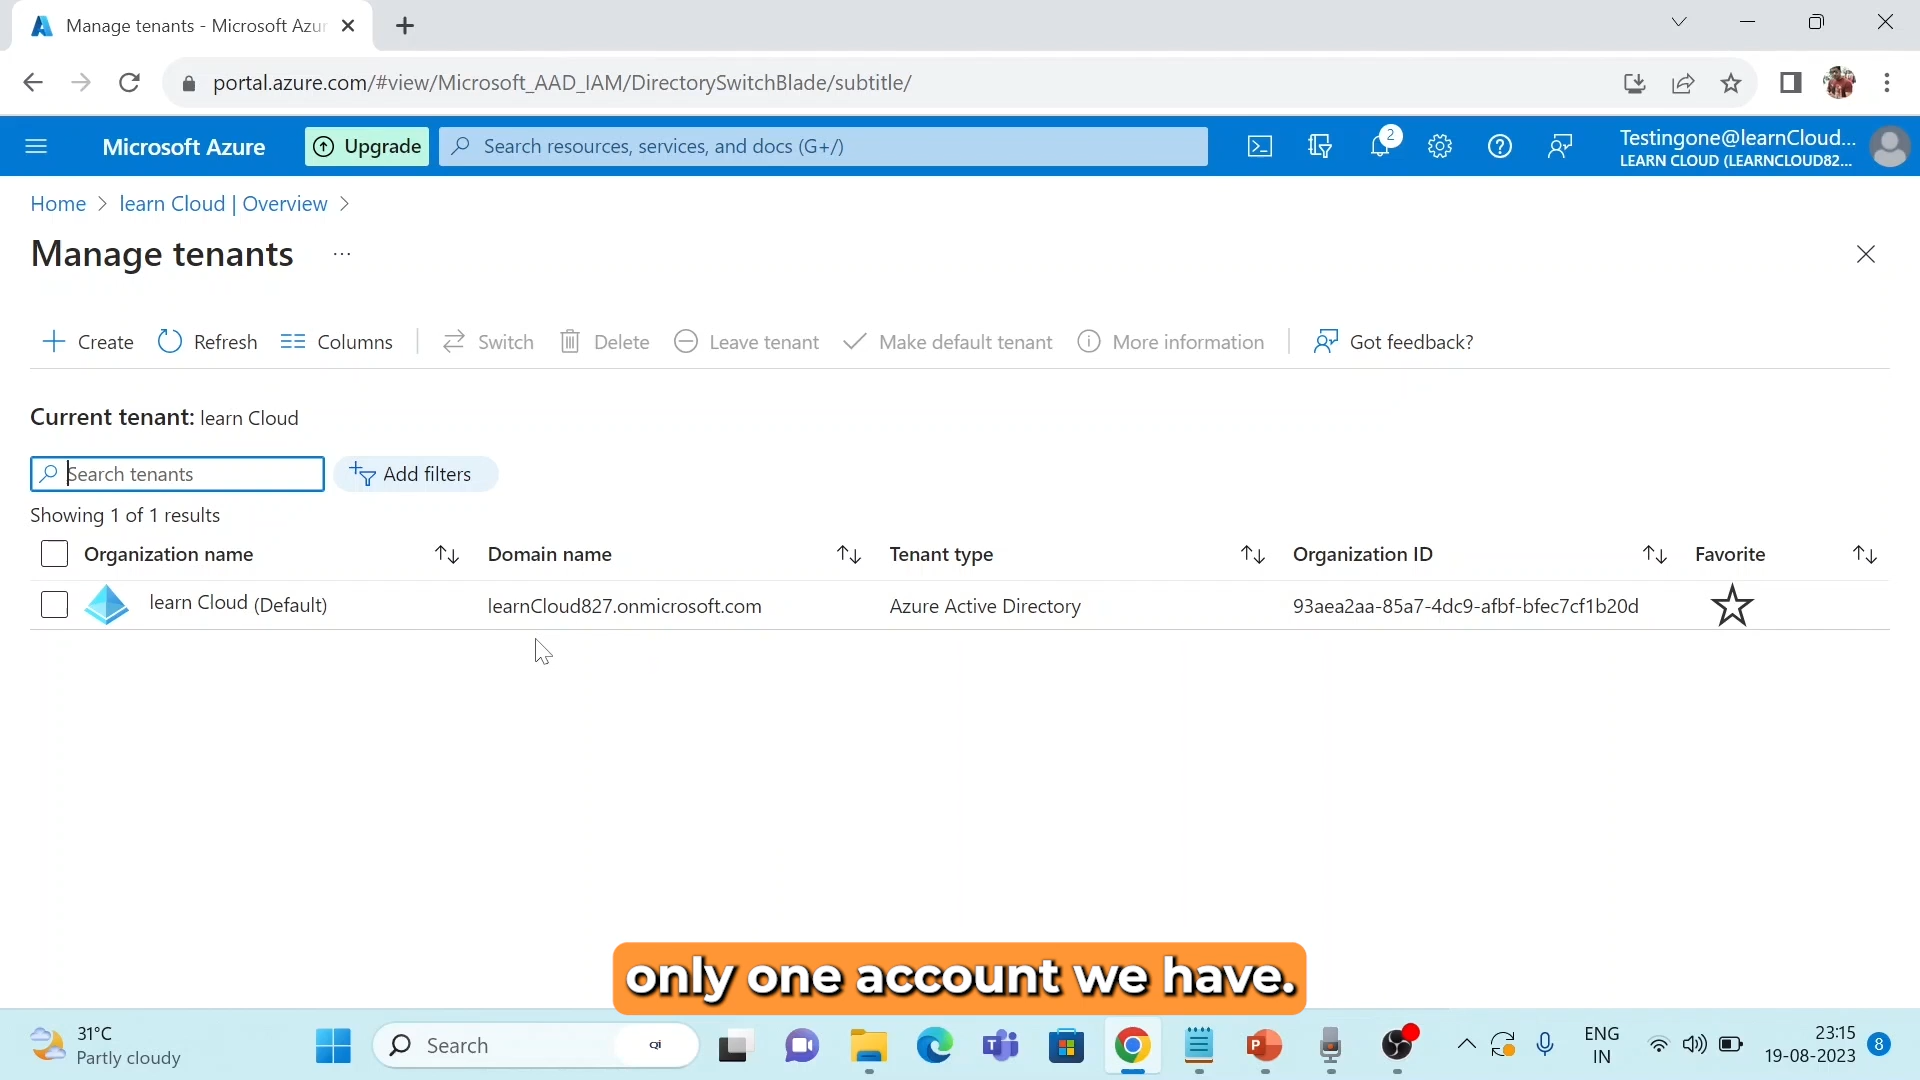 Manage tenants - Microsoft Azur
portal.azure.com/#view/Microsoft_AAD_IAM/DirectorySwitchBlade/subtitle/
Microsoft Azure
Upgrade
Search resources, services, and docs (G+/)
2
Testingone@learnCloud...
LEARN CLOUD (LEARNCLOUD82...
Home > learn Cloud | Overview >
Manage tenants ...
Create
Refresh
Columns
Switch
Delete
Leave tenant
Make default tenant
More information
Got feedback?
Current tenant: learn Cloud
Search tenants
Add filters
Showing 1 of 1 results
Organization name
Domain name
Tenant type
Organization ID
Favorite
learn Cloud (Default)
learnCloud827.onmicrosoft.com
Azure Active Directory
93aea2aa-85a7-4dc9-afbf-bfec7cf1b20d
only one account we have.
31°C
Partly cloudy
Search
ENG
IN
23:15
19-08-2023
8